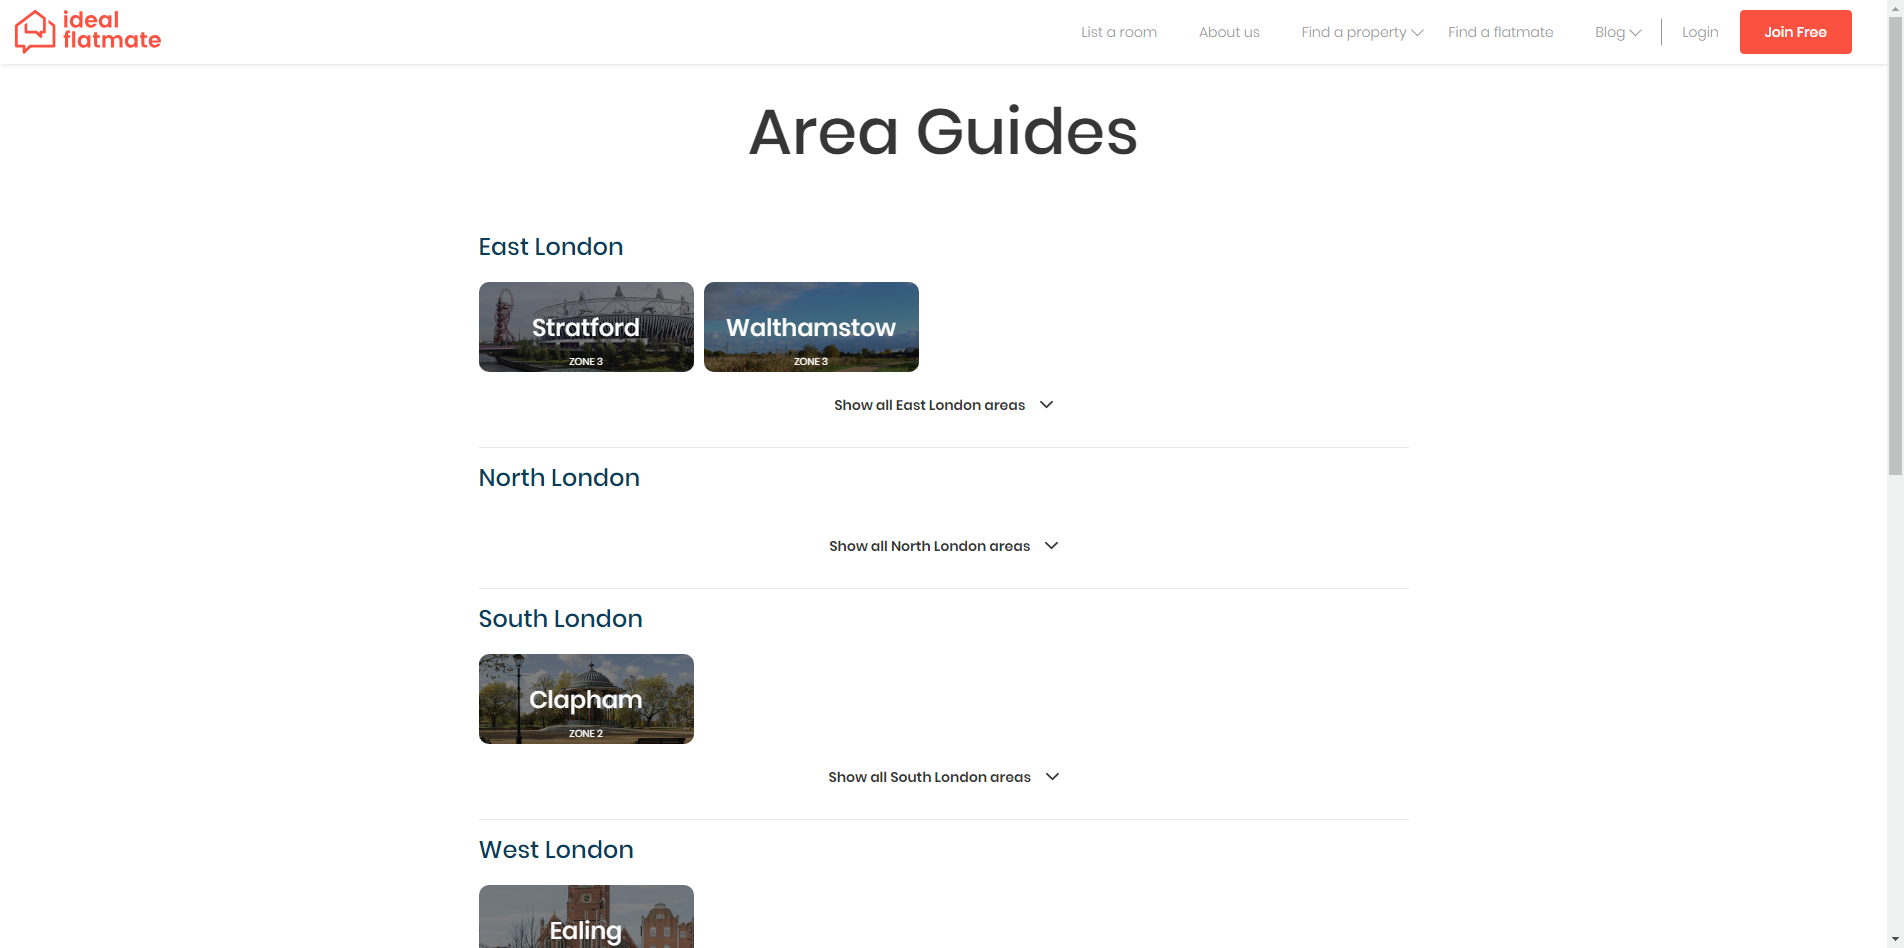 ideal
flatmate
List a room
About us
Find a property
Find a flatmate
Blog
Login
Join Free
Area Guides
East London
Stratford
ZONE 3
Walthamstow
ZONE 3
Show all East London areas
North London
Show all North London areas
South London
Clapham
ZONE 2
Show all South London areas
West London
Ealing